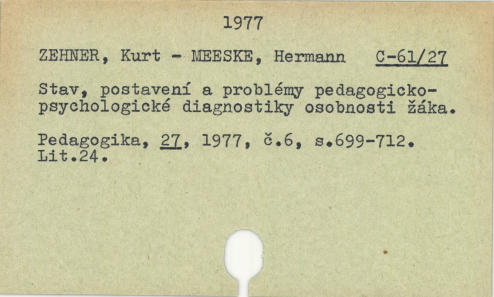 1977
ZEHNER, Kurt - MEESKE, Hermann C-61/27
Stav, postavení a problémy pedagogicko-
psychologické diagnostiky osobnosti žáka.
Pedagogika, 27, 1977, č.6, s.699-712.
Lit.24.